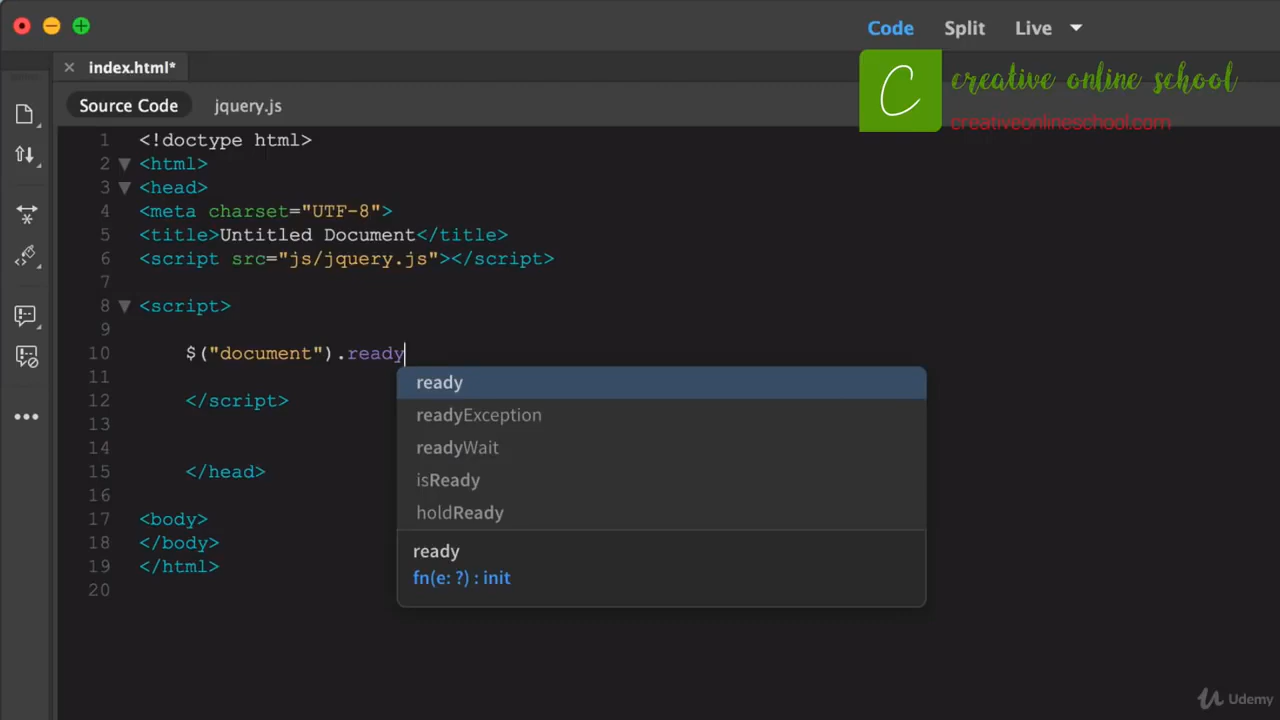 Code Split Live
index.html*
creative online school
creativeonlineschool.com
Source Code jquery.js
1 <!doctype html>
2 <html>
3 <head>
4 <meta charset="UTF-8">
5 <title>Untitled Document</title>
6 <script src="js/jquery.js"></script>
7
8 <script>
9
10 $("document").ready
11
12 </script>
13
14
15 </head>
16
17 <body>
18 </body>
19 </html>
20
ready
readyException
readyWait
isReady
holdReady
ready
fn(e: ?) : init
C
Udemy